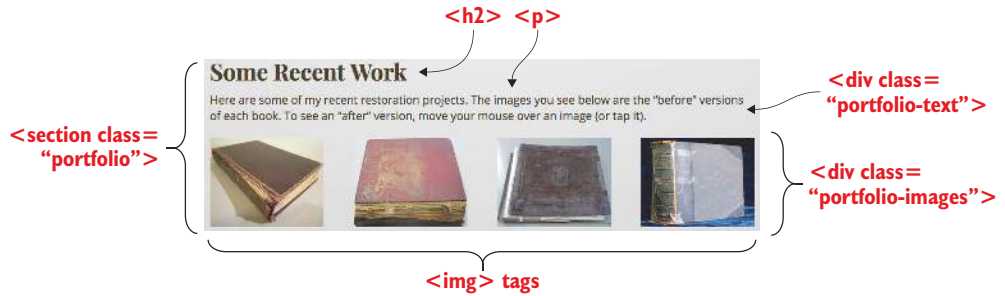 <h2> <p>
Some Recent Work
Here are some of my recent restoration projects. The images you see below are the “before” versions
of each book. To see an “after” version, move your mouse over an image (or tap it).
<div class=
“portfolio-text”>
<section class=
“portfolio”>
<div class=
“portfolio-images”>
<img> tags